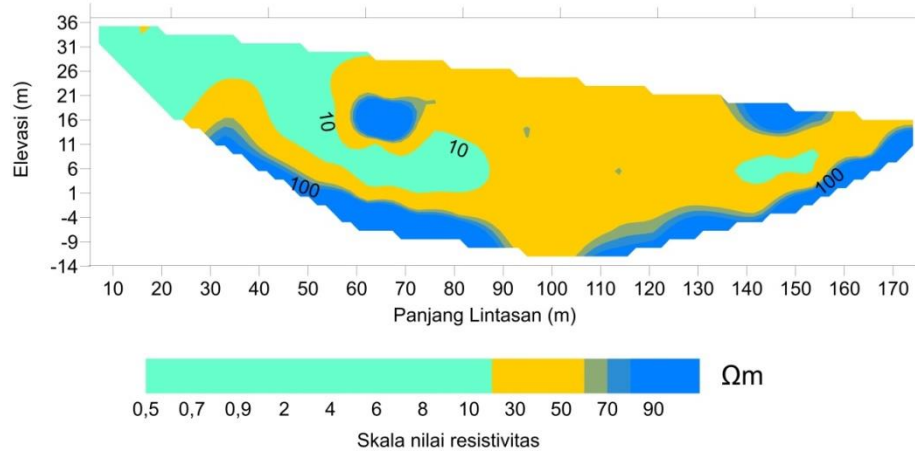 36
31
26
21
16
11
6
1
-4
-9
-14
Elevasi (m)
10
10
100
100
10 20 30 40 50 60 70 80 90 100 110 120 130 140 150 160 170
Panjang Lintasan (m)
Ωm
0,5 0,7 0,9 2 4 6 8 10 30 50 70 90
Skala nilai resistivitas